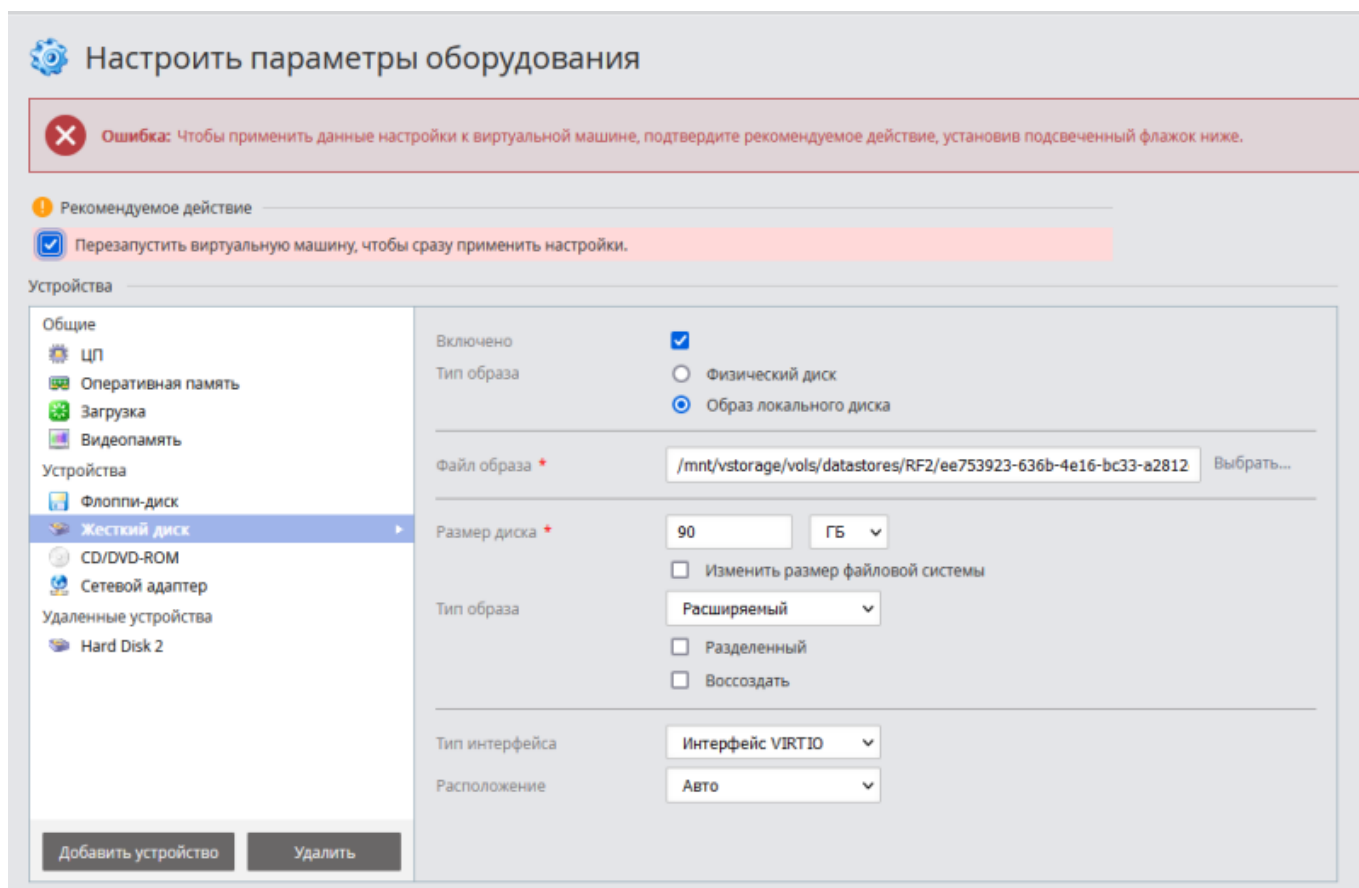 Настроить параметры оборудования
Ошибка: Чтобы применить данные настройки к виртуальной машине, подтвердите рекомендуемое действие, установив подсвеченный флажок ниже.
Рекомендуемое действие
Перезапустить виртуальную машину, чтобы сразу применить настройки.
Устройства
Общие
ЦП
Оперативная память
Загрузка
Видеопамять
Устройства
Флоппи-диск
Жесткий диск
CD/DVD-ROM
Сетевой адаптер
Удаленные устройства
Hard Disk 2
Добавить устройство
Удалить
Включено
Тип образа
Физический диск
Образ локального диска
Файл образа *
/mnt/vstorage/vols/datastores/RF2/ee753923-636b-4e16-bc33-a2812
Выбрать...
Размер диска *
90
ГБ
Изменить размер файловой системы
Тип образа
Расширяемый
Разделенный
Воссоздать
Тип интерфейса
Интерфейс VIRTIO
Расположение
Авто